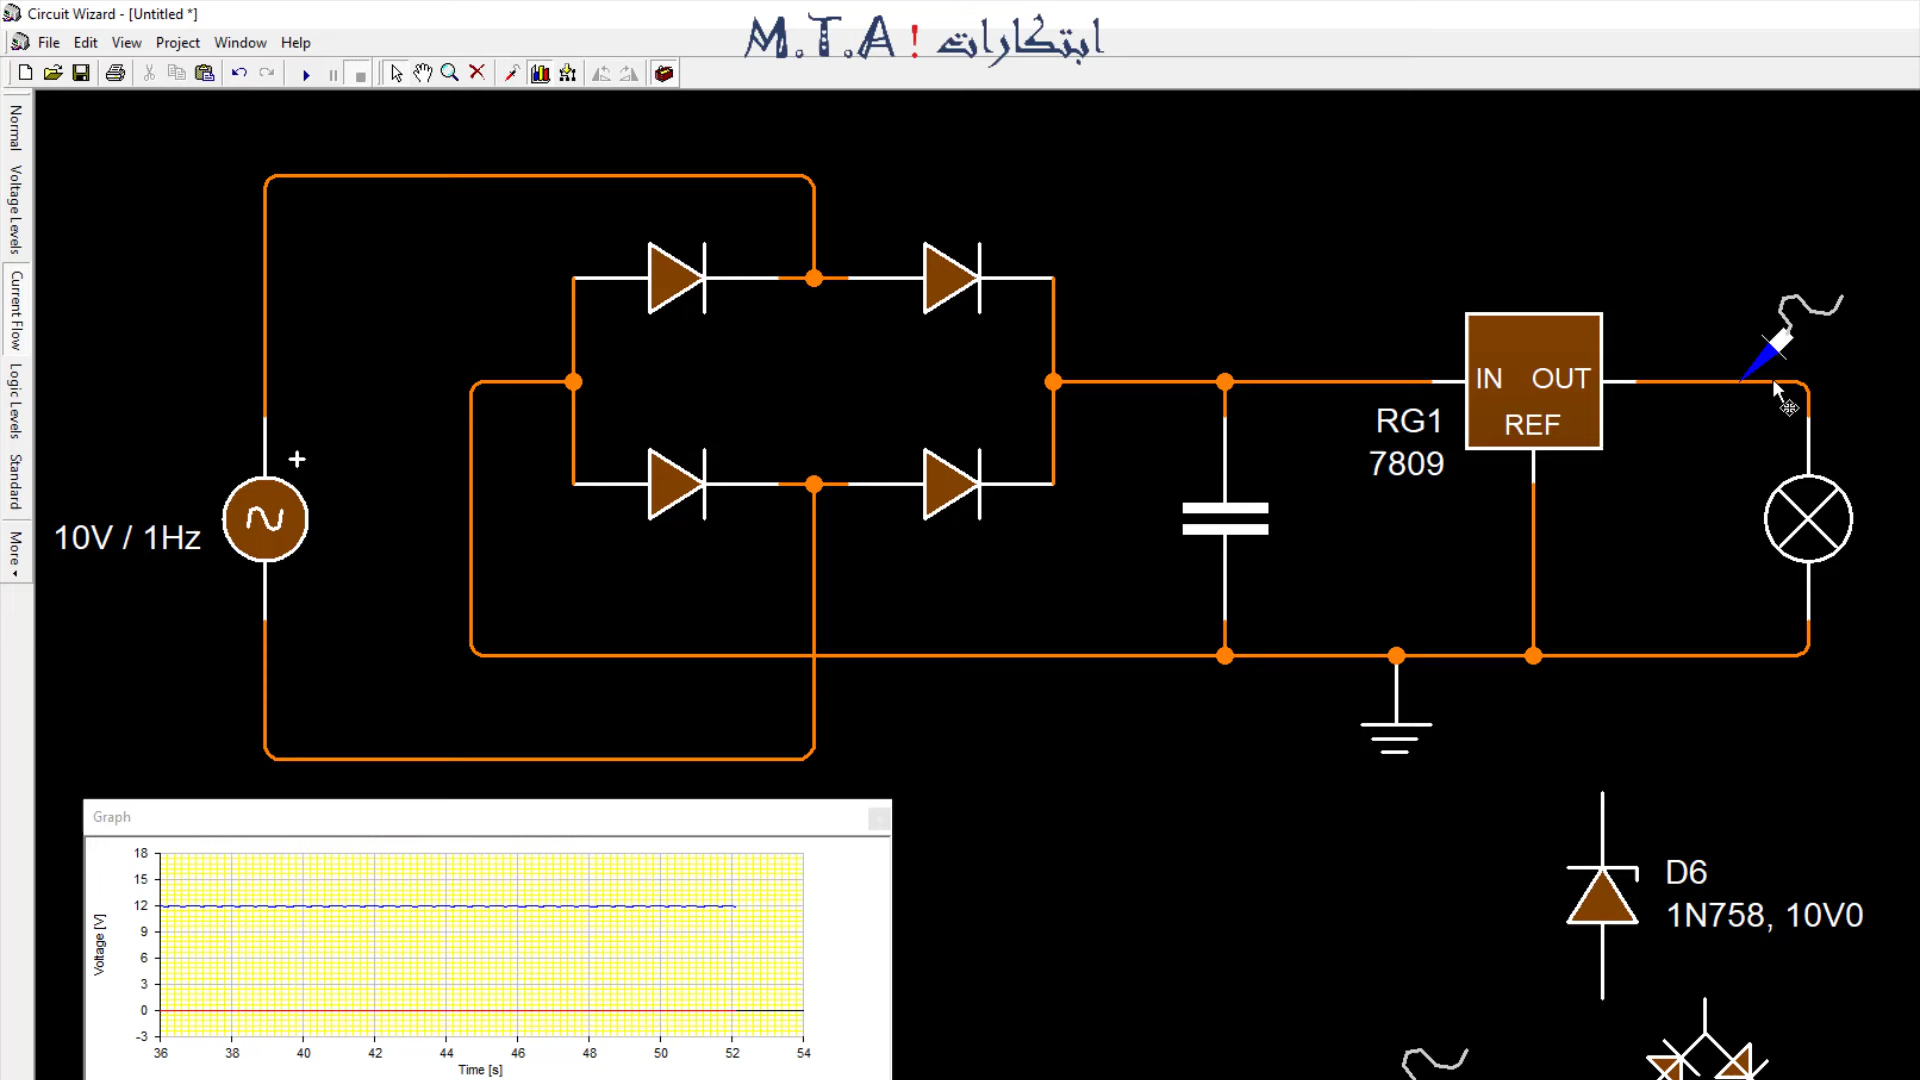 Circuit Wizard - [Untitled *]
M.T.A ! ابتكارات
File Edit View Project Window Help
Normal
Voltage Levels
Current Flow
Logic Levels
Standard
More
+
10V / 1Hz
IN OUT
REF
RG1
7809
D6
1N758, 10V0
Graph
Voltage [V]
18
15
12
9
6
3
0
-3
36 38 40 42 44 46 48 50 52 54
Time [s]